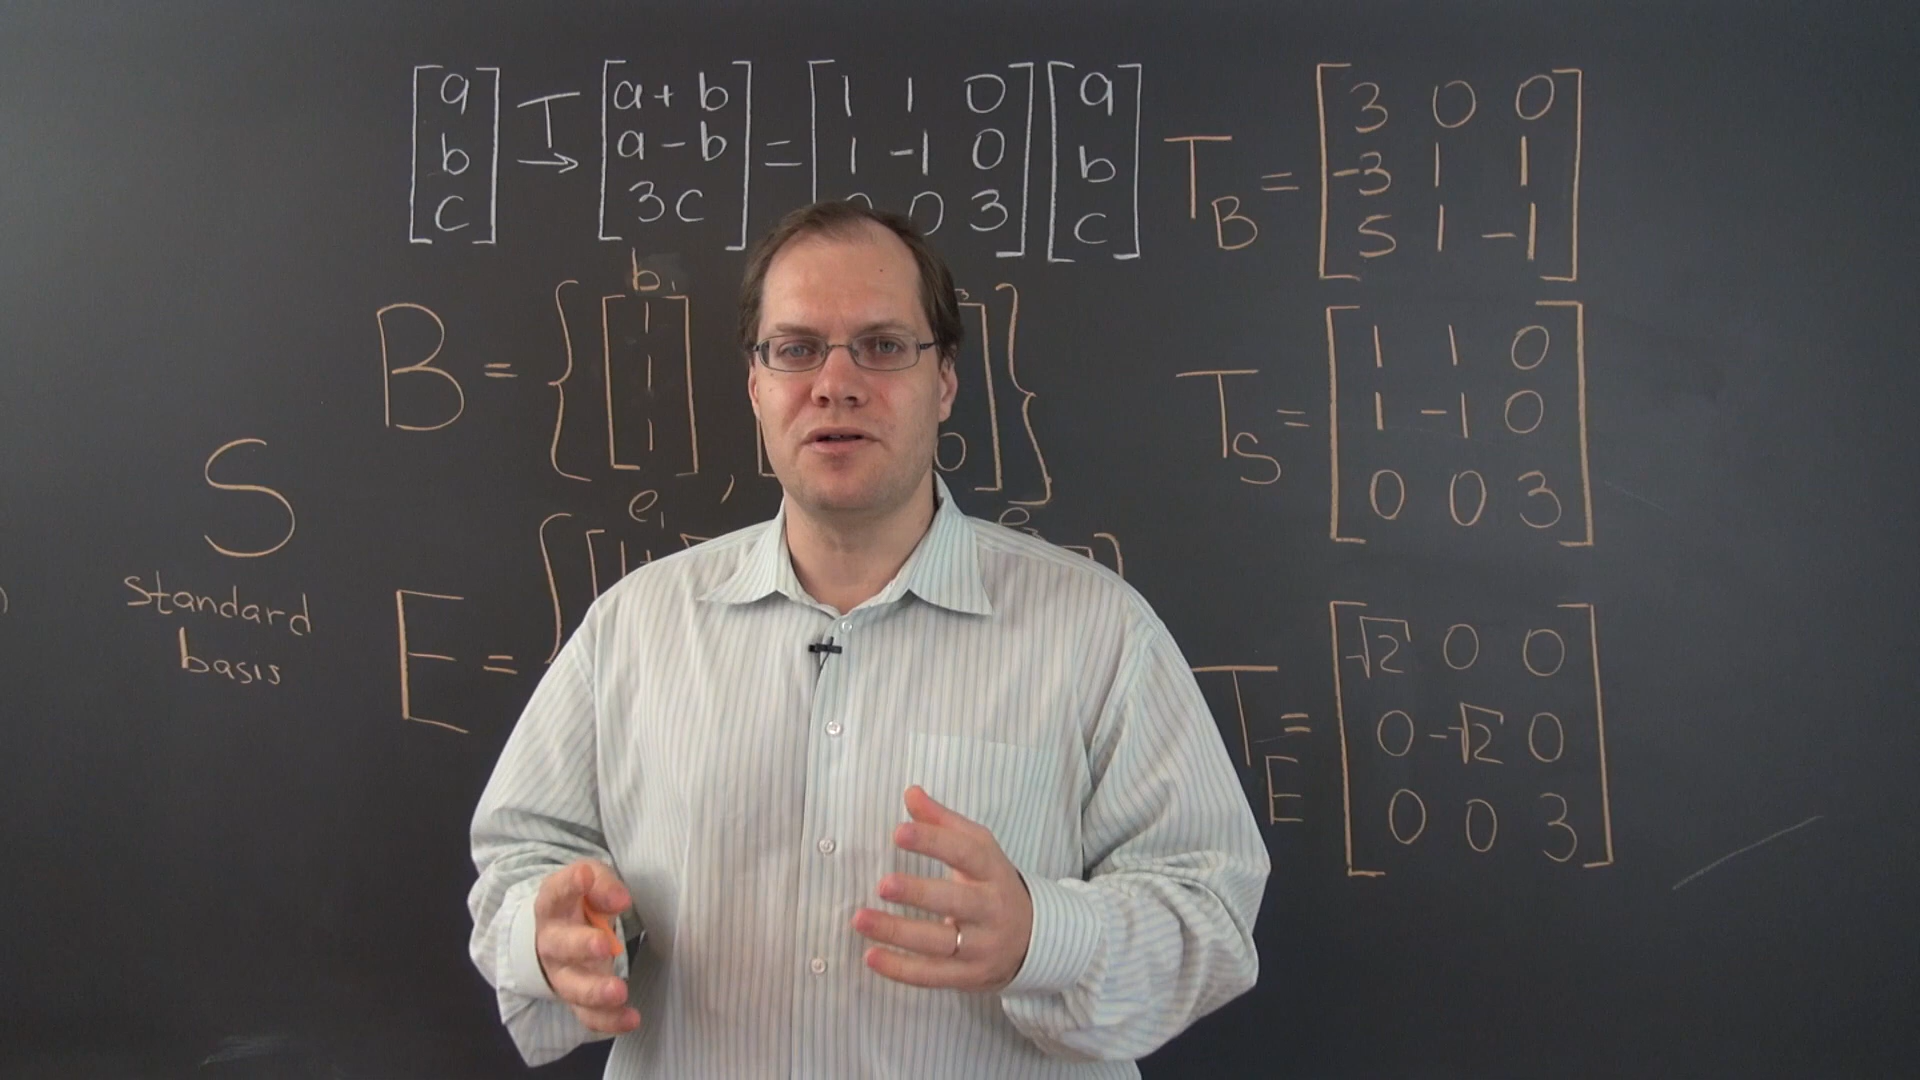 [a b c] T → [a + b a - b 3c] = [1 1 0 1 -1 0 0 3] [a b c]
T_B = [3 0 0 -3 1 1 5 1 -1]
B = { b₁ [1 1 1] , 0 ] }
T_S = [1 1 0 1 -1 0 0 0 3]
S
standard
basis
E = { e₁ [1+
T_E = [√2 0 0 0 -√2 0 0 0 3]